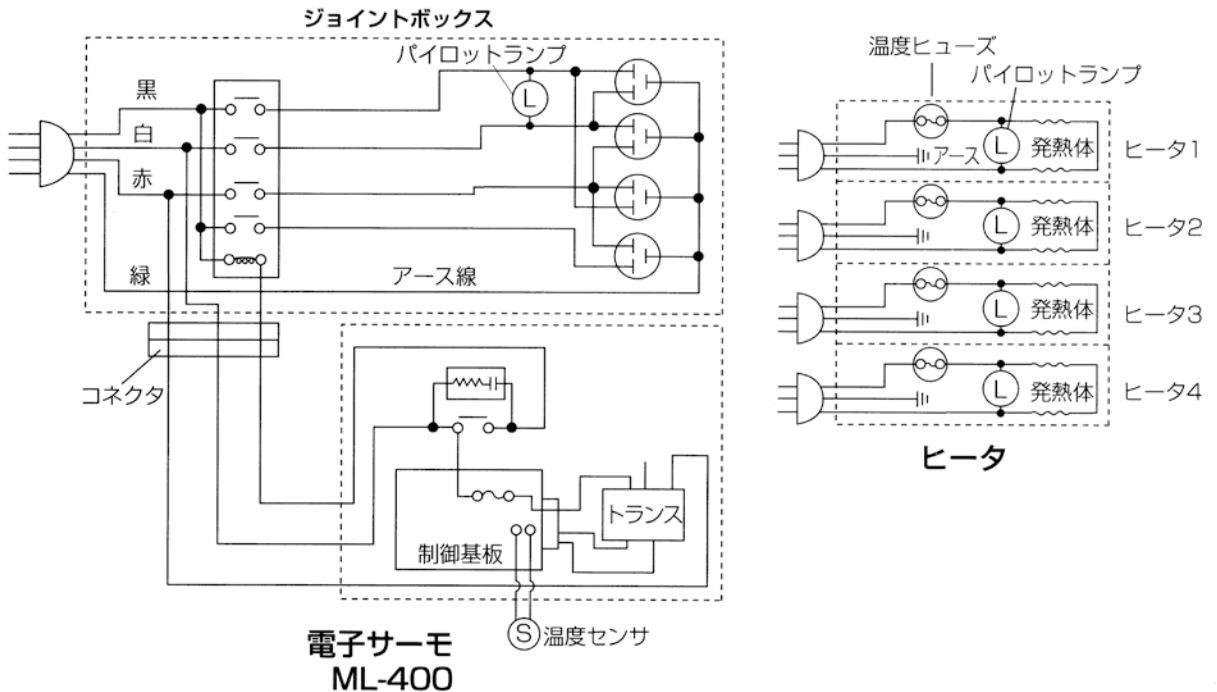 ジョイントボックス
パイロットランプ
黒
白
赤
緑
L
アース線
コネクタ
トランス
制御基板
S 温度センサ
電子サーモ
ML-400
温度ヒューズ
パイロットランプ
アース
L
発熱体
ヒータ1
L
発熱体
ヒータ2
L
発熱体
ヒータ3
L
発熱体
ヒータ4
ヒータ